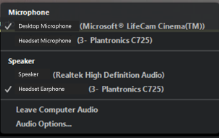 Microphone
✓ Desktop Microphone (Microsoft® LifeCam Cinema(TM))
Headset Microphone (3- Plantronics C725)
Speaker
Speaker (Realtek High Definition Audio)
✓ Headset Earphone (3- Plantronics C725)
Leave Computer Audio
Audio Options...